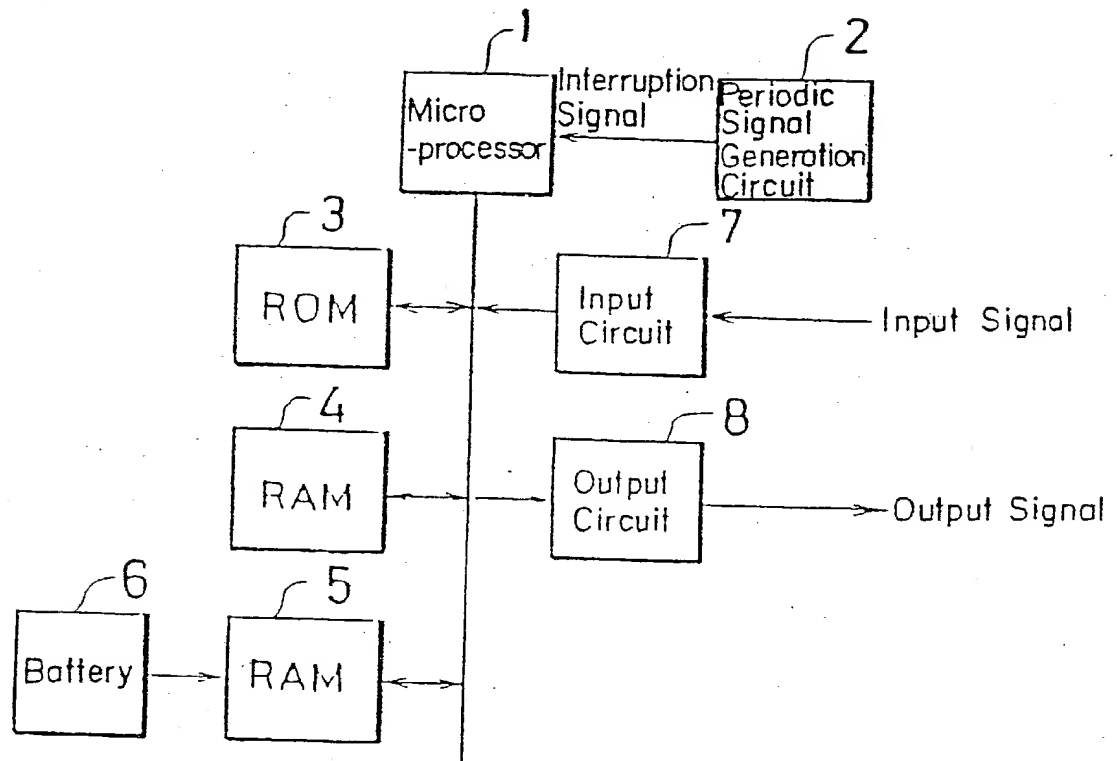 1
Micro
-processor
Interruption
Signal
2
Periodic
Signal
Generation
Circuit
3
ROM
7
Input
Circuit
Input Signal
4
RAM
8
Output
Circuit
Output Signal
6
Battery
5
RAM